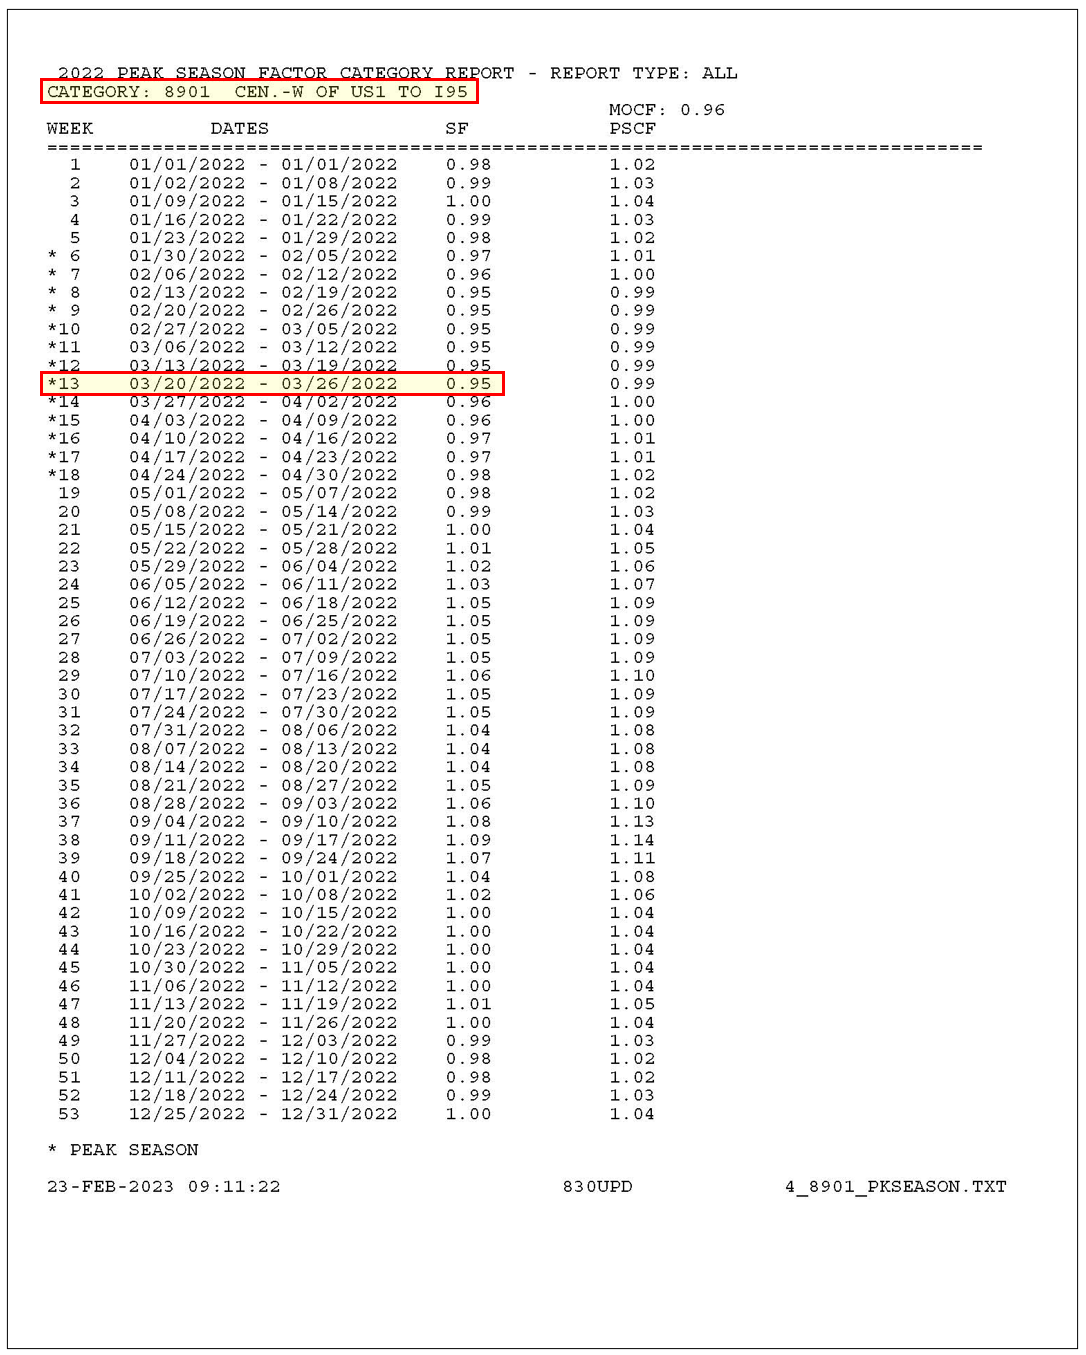 2022 PEAK SEASON FACTOR CATEGORY REPORT - REPORT TYPE: ALL
CATEGORY: 8901 CEN.-W OF US1 TO I95
MOCF: 0.96
WEEK DATES SF PSCF
================================================================================
1 01/01/2022 - 01/01/2022 0.98 1.02
2 01/02/2022 - 01/08/2022 0.99 1.03
3 01/09/2022 - 01/15/2022 1.00 1.04
4 01/16/2022 - 01/22/2022 0.99 1.03
5 01/23/2022 - 01/29/2022 0.98 1.02
* 6 01/30/2022 - 02/05/2022 0.97 1.01
* 7 02/06/2022 - 02/12/2022 0.96 1.00
* 8 02/13/2022 - 02/19/2022 0.95 0.99
* 9 02/20/2022 - 02/26/2022 0.95 0.99
*10 02/27/2022 - 03/05/2022 0.95 0.99
*11 03/06/2022 - 03/12/2022 0.95 0.99
*12 03/13/2022 - 03/19/2022 0.95 0.99
*13 03/20/2022 - 03/26/2022 0.95 0.99
*14 03/27/2022 - 04/02/2022 0.96 1.00
*15 04/03/2022 - 04/09/2022 0.96 1.00
*16 04/10/2022 - 04/16/2022 0.97 1.01
*17 04/17/2022 - 04/23/2022 0.97 1.01
*18 04/24/2022 - 04/30/2022 0.98 1.02
19 05/01/2022 - 05/07/2022 0.98 1.02
20 05/08/2022 - 05/14/2022 0.99 1.03
21 05/15/2022 - 05/21/2022 1.00 1.04
22 05/22/2022 - 05/28/2022 1.01 1.05
23 05/29/2022 - 06/04/2022 1.02 1.06
24 06/05/2022 - 06/11/2022 1.03 1.07
25 06/12/2022 - 06/18/2022 1.05 1.09
26 06/19/2022 - 06/25/2022 1.05 1.09
27 06/26/2022 - 07/02/2022 1.05 1.09
28 07/03/2022 - 07/09/2022 1.05 1.09
29 07/10/2022 - 07/16/2022 1.06 1.10
30 07/17/2022 - 07/23/2022 1.05 1.09
31 07/24/2022 - 07/30/2022 1.05 1.09
32 07/31/2022 - 08/06/2022 1.04 1.08
33 08/07/2022 - 08/13/2022 1.04 1.08
34 08/14/2022 - 08/20/2022 1.04 1.08
35 08/21/2022 - 08/27/2022 1.05 1.09
36 08/28/2022 - 09/03/2022 1.06 1.10
37 09/04/2022 - 09/10/2022 1.08 1.13
38 09/11/2022 - 09/17/2022 1.09 1.14
39 09/18/2022 - 09/24/2022 1.07 1.11
40 09/25/2022 - 10/01/2022 1.04 1.08
41 10/02/2022 - 10/08/2022 1.02 1.06
42 10/09/2022 - 10/15/2022 1.00 1.04
43 10/16/2022 - 10/22/2022 1.00 1.04
44 10/23/2022 - 10/29/2022 1.00 1.04
45 10/30/2022 - 11/05/2022 1.00 1.04
46 11/06/2022 - 11/12/2022 1.00 1.04
47 11/13/2022 - 11/19/2022 1.01 1.05
48 11/20/2022 - 11/26/2022 1.00 1.04
49 11/27/2022 - 12/03/2022 0.99 1.03
50 12/04/2022 - 12/10/2022 0.98 1.02
51 12/11/2022 - 12/17/2022 0.98 1.02
52 12/18/2022 - 12/24/2022 0.99 1.03
53 12/25/2022 - 12/31/2022 1.00 1.04
* PEAK SEASON
23-FEB-2023 09:11:22 830UPD 4_8901_PKSEASON.TXT